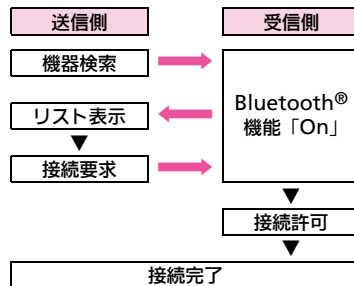 送信側
受信側
機器検索
Bluetooth®
機能「On」
リスト表示
▼
接続要求
▼
接続許可
▼
接続完了